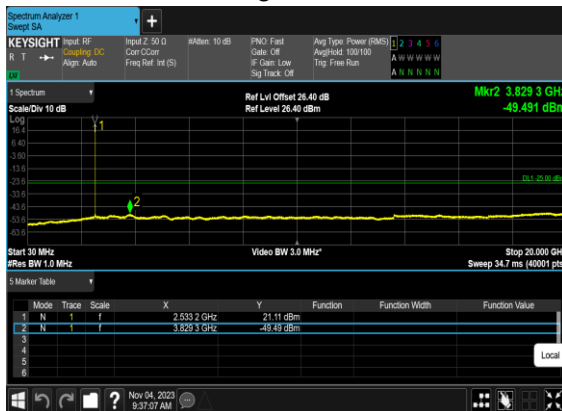 Spectrum Analyzer 1
Swept SA
+
KEYSIGHT Input: RF Input Z: 50 Ω #Atten: 10 dB PNO: Fast Avg Type: Power (RMS) 1 2 3 4 5 6
R T Coupling: DC Corr CCorr Gate: Off Avg|Hold: 100/100 A W W W W W
Align: Auto Freq Ref: Int (S) IF Gain: Low Trig: Free Run
LXI Sig Track: Off A N N N N N
1 Spectrum Ref Lvl Offset 26.40 dB Mkr2 3.829 3 GHz
Scale/Div 10 dB Ref Level 26.40 dBm -49.491 dBm
Log
16.4
1
6.40
-3.60
-13.6
-23.6
DL1 -25.00 dBm
-33.6
-43.6
2
-53.6
-63.6
Start 30 MHz Video BW 3.0 MHz* Stop 20.000 GH
#Res BW 1.0 MHz Sweep 34.7 ms (40001 pts
5 Marker Table
Mode Trace Scale X Y Function Function Width Function Value
1 N 1 f 2.533 2 GHz 21.11 dBm
2 N 1 f 3.829 3 GHz -49.49 dBm
3
4
5
6
Local
? Nov 04, 2023
9:37:07 AM